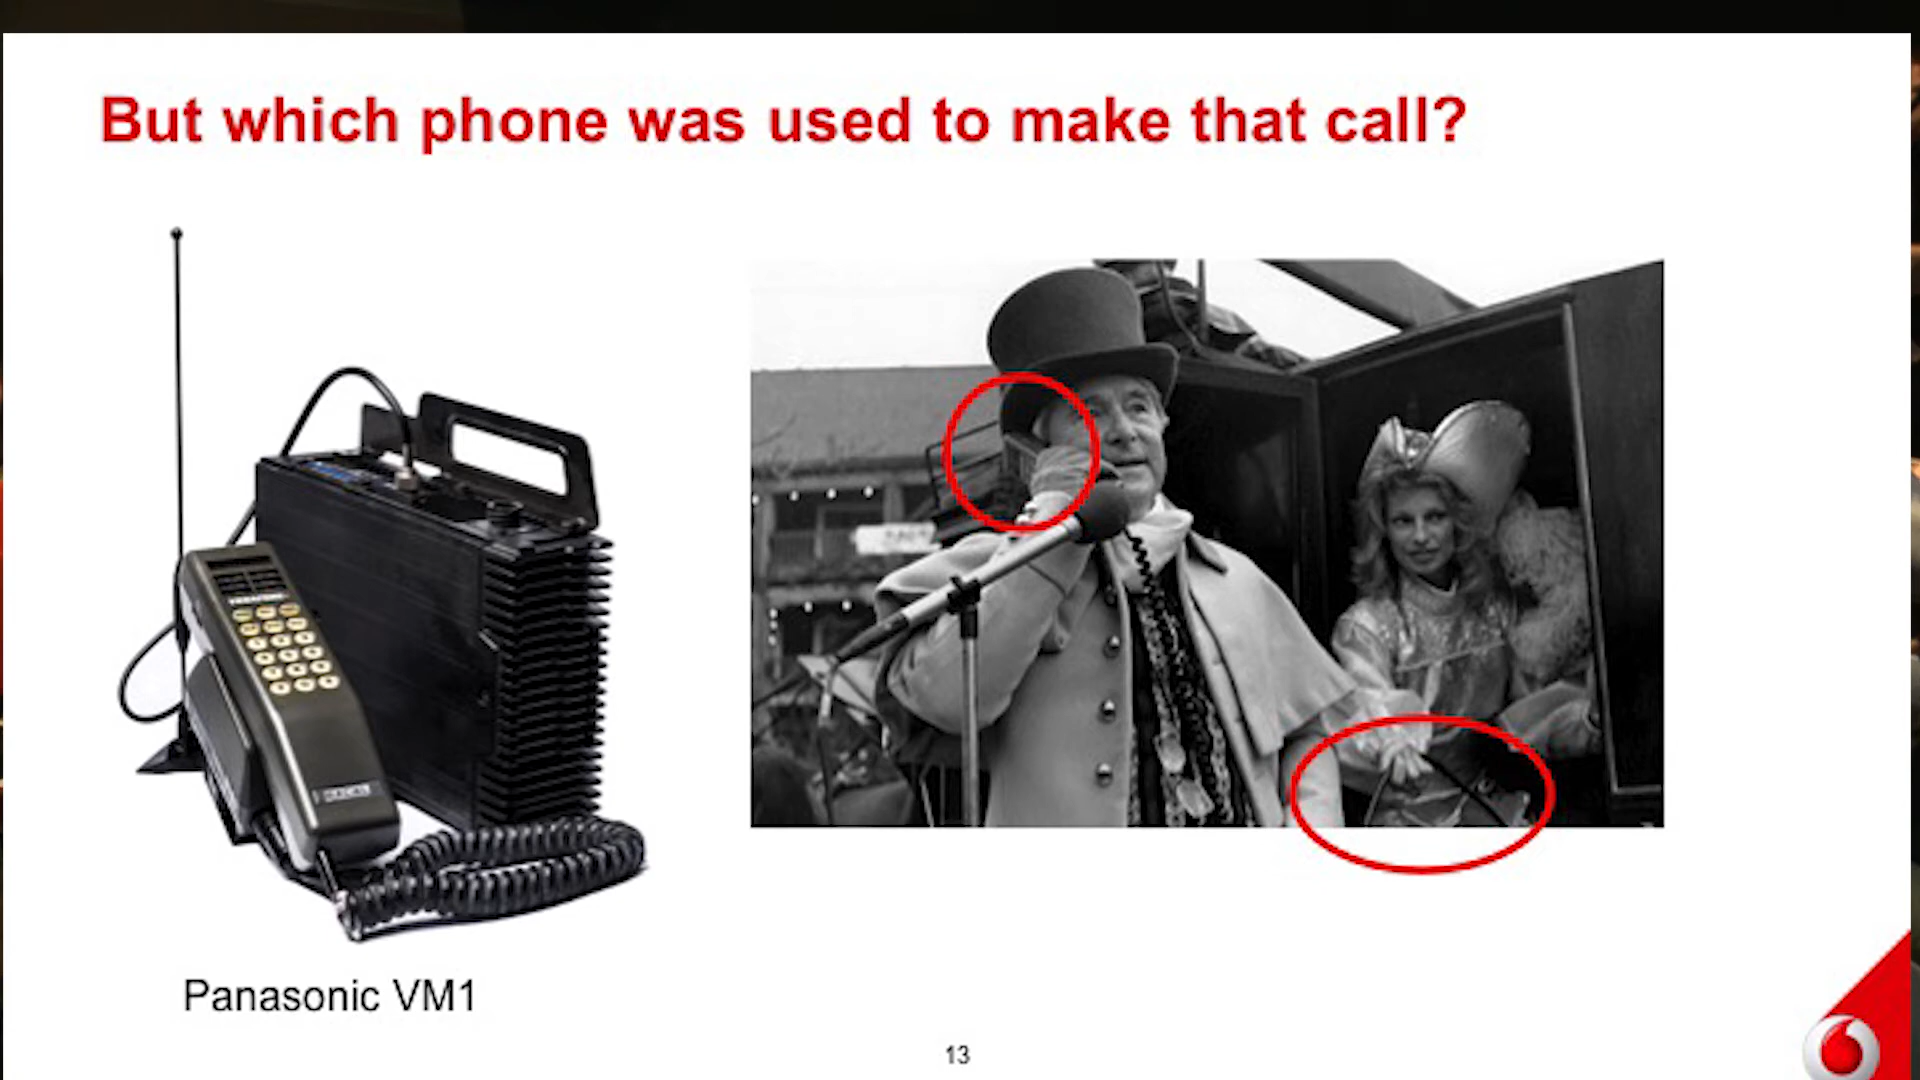 But which phone was used to make that call?
Panasonic VM1
13